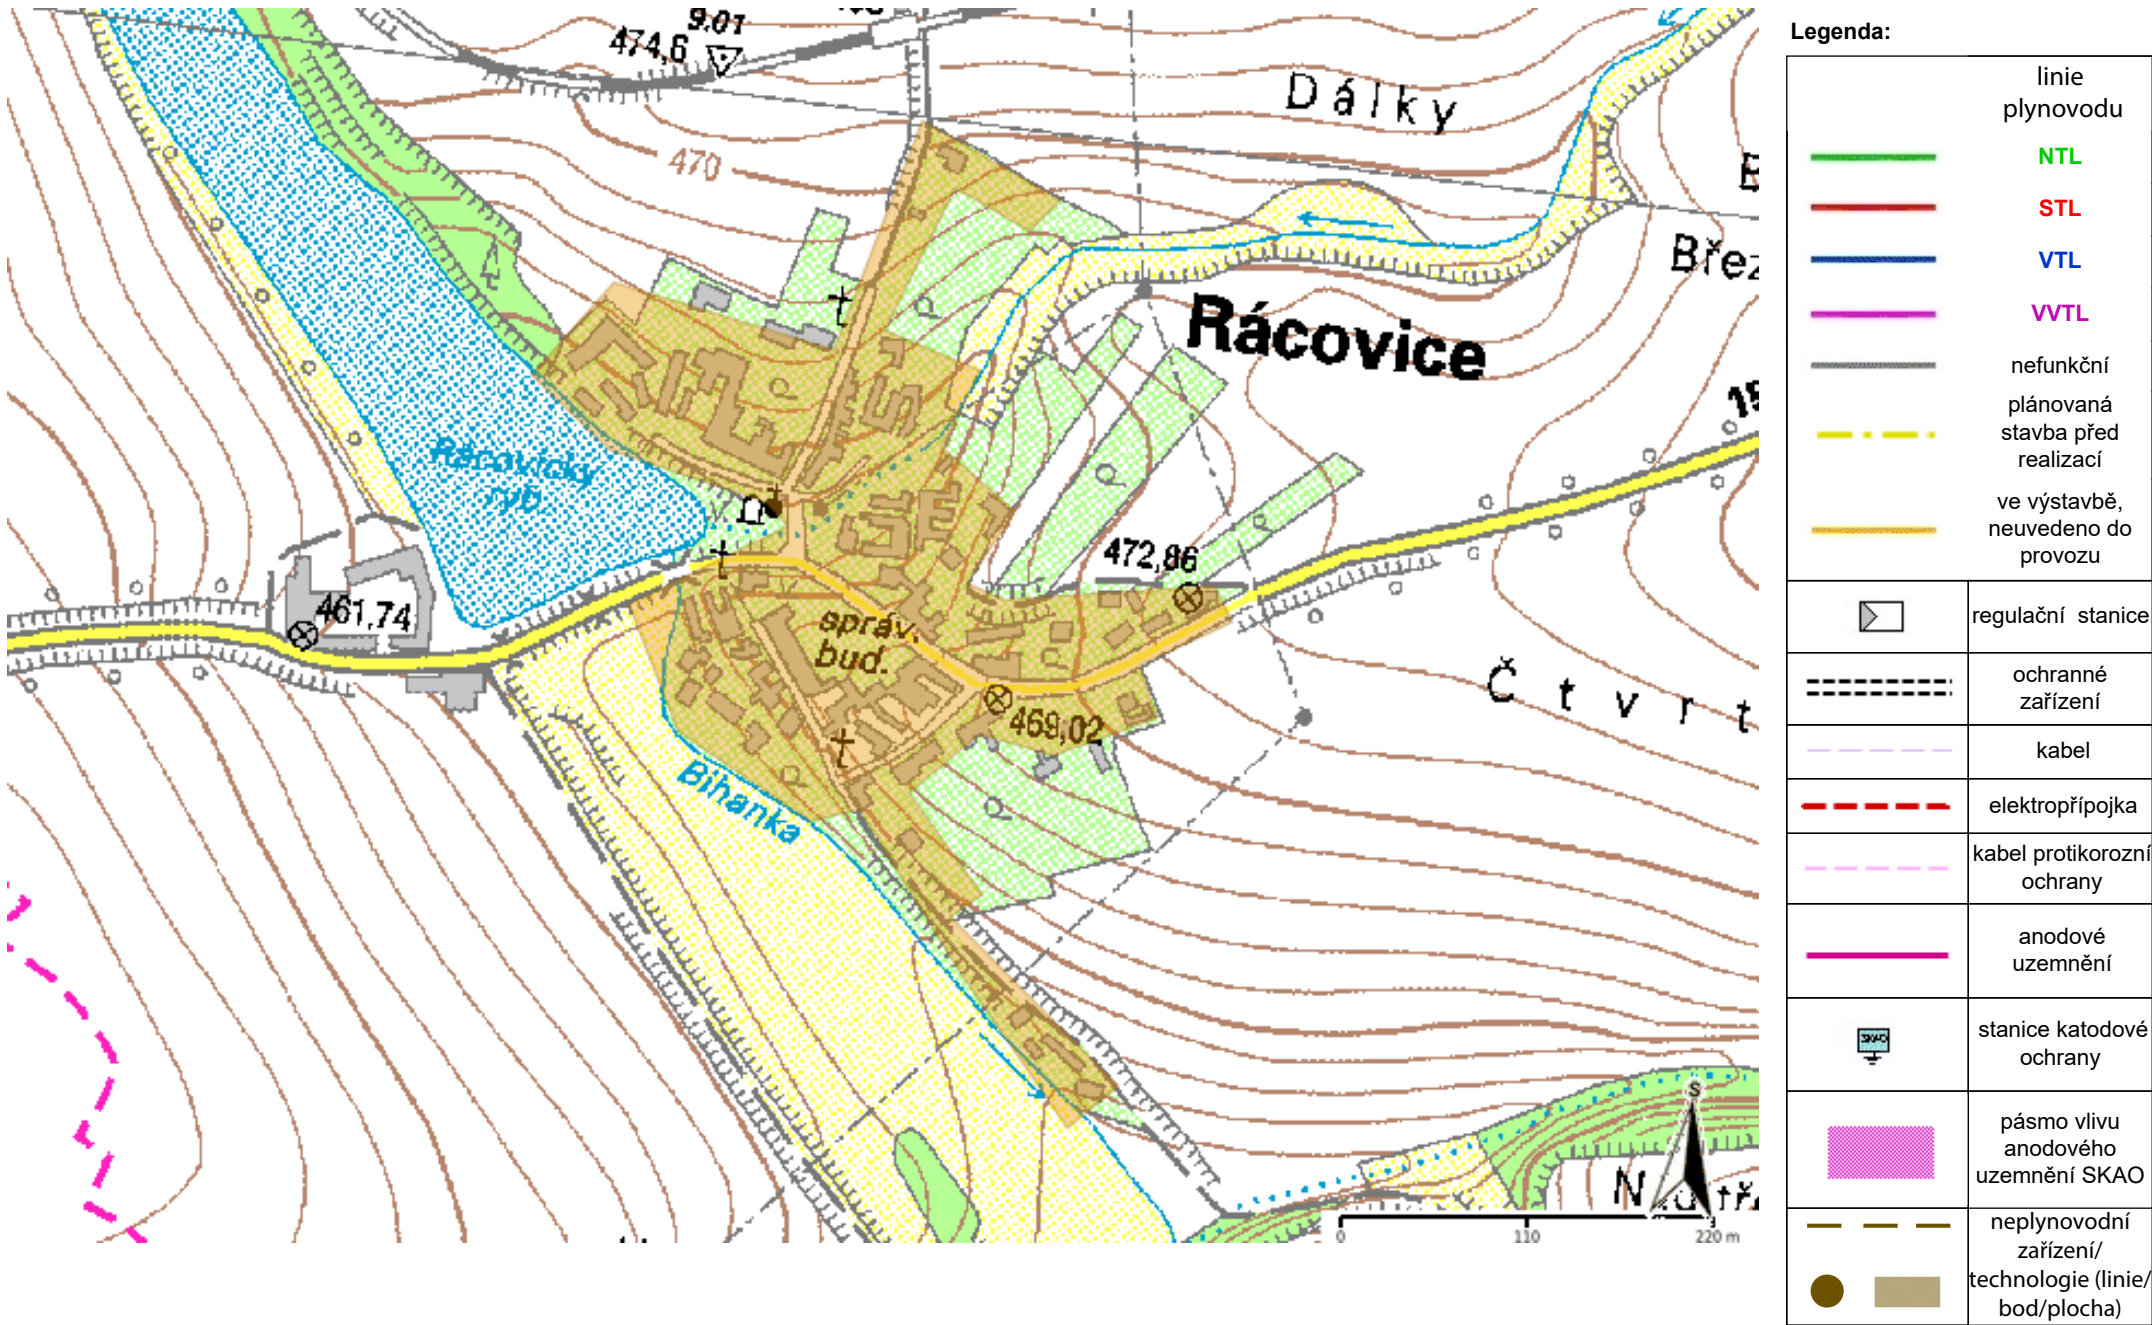 9.01
474,6
Dálky
470
Břez
Rácovice
Rácovický
ryb.
472,86
461,74
správ.
bud.
Čtvrt
469,02
Bihanka
S
0 110 220 m
Legenda:
linie
plynovodu
NTL
STL
VTL
VVTL
nefunkční
plánovaná
stavba před
realizací
ve výstavbě,
neuvedeno do
provozu
regulační stanice
ochranné
zařízení
kabel
elektropřípojka
kabel protikorozní
ochrany
anodové
uzemnění
SKAO
stanice katodové
ochrany
pásmo vlivu
anodového
uzemnění SKAO
neplynovodní
zařízení/
technologie (linie/
bod/plocha)